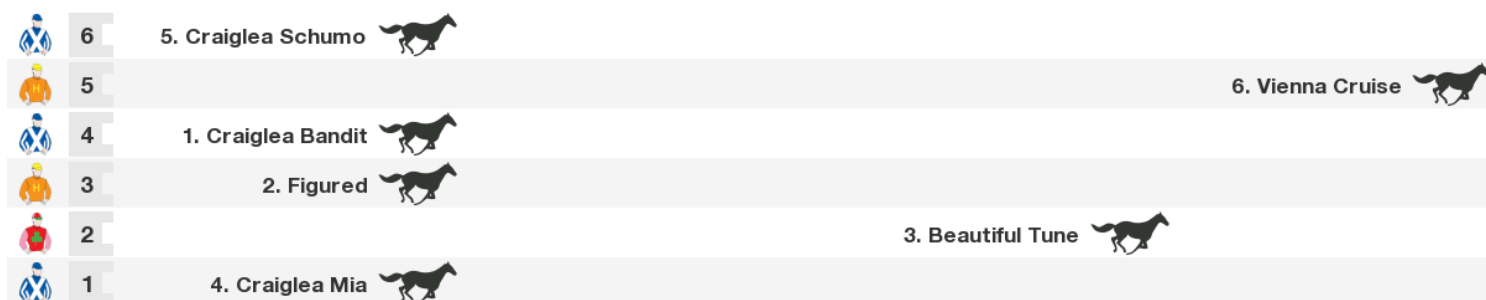 6 5. Craiglea Schumo
H 5 6. Vienna Cruise
4 1. Craiglea Bandit
H 3 2. Figured
2 3. Beautiful Tune
1 4. Craiglea Mia